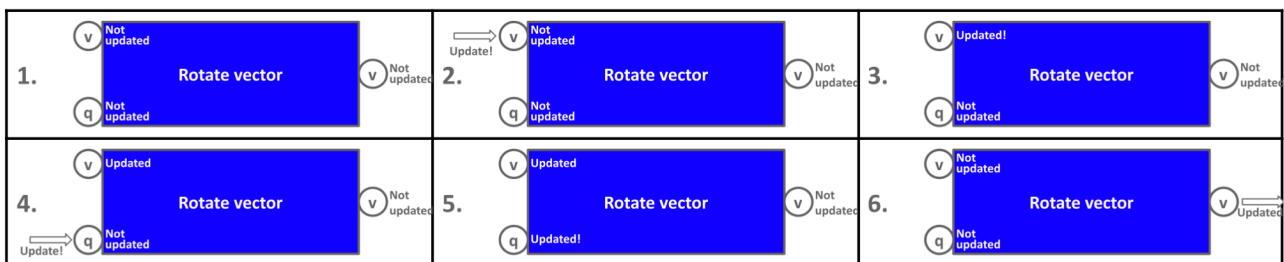 1.
v
Not
updated
Rotate vector
v
Not
updated
q
Not
updated
2.
Update!
v
Not
updated
Rotate vector
v
Not
updated
q
Not
updated
3.
v
Updated!
Rotate vector
v
Not
updated
q
Not
updated
4.
v
Updated
Rotate vector
v
Not
updated
Update!
q
Not
updated
5.
v
Updated
Rotate vector
v
Not
updated
q
Updated!
6.
v
Not
updated
Rotate vector
v
Updated
q
Not
updated